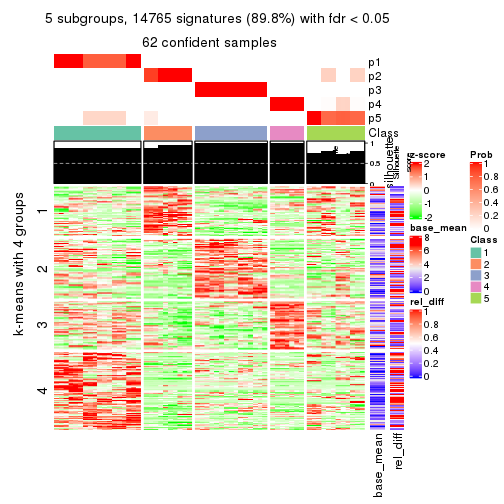 5 subgroups, 14765 signatures (89.8%) with fdr < 0.05
62 confident samples
p1
p2
p3
p4
p5
Class
1
0.5
0
silhouette
k-means with 4 groups
1
2
3
4
base_mean
rel_diff
z-score
2
1
0
-1
-2
base_mean
8
6
4
2
0
rel_diff
1
0.8
0.6
0.4
0.2
0
Prob
1
0.8
0.6
0.4
0.2
0
Class
1
2
3
4
5